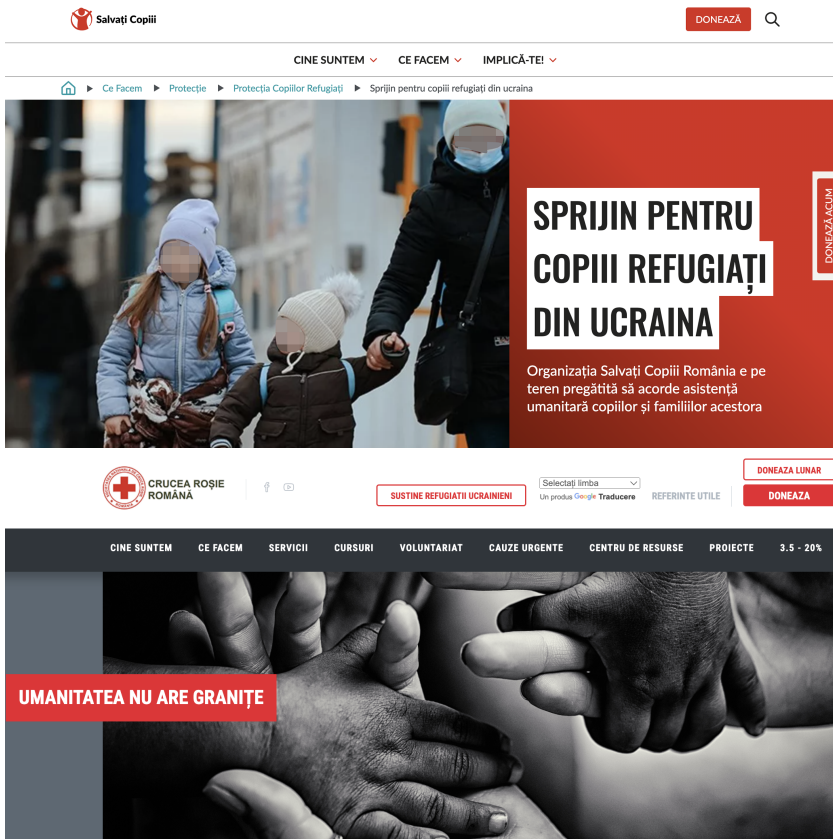 Salvați Copiii
DONEAZĂ
CINE SUNTEM
CE FACEM
IMPLICĂ-TE!
Ce Facem
Protecție
Protecția Copiilor Refugiați
Sprijin pentru copiii refugiați din ucraina
SPRIJIN PENTRU
COPIII REFUGIAȚI
DIN UCRAINA
DONEAZĂ ACUM
Organizația Salvați Copiii România e pe
teren pregătită să acorde asistență
umanitară copiilor și familiilor acestora
CRUCEA ROȘIE
ROMÂNĂ
SUSTINE REFUGIATII UCRAINIENI
Selectați limba
Un produs Google Traducere
REFERINTE UTILE
DONEAZA LUNAR
DONEAZA
CINE SUNTEM
CE FACEM
SERVICII
CURSURI
VOLUNTARIAT
CAUZE URGENTE
CENTRU DE RESURSE
PROIECTE
3.5 - 20%
UMANITATEA NU ARE GRANIȚE